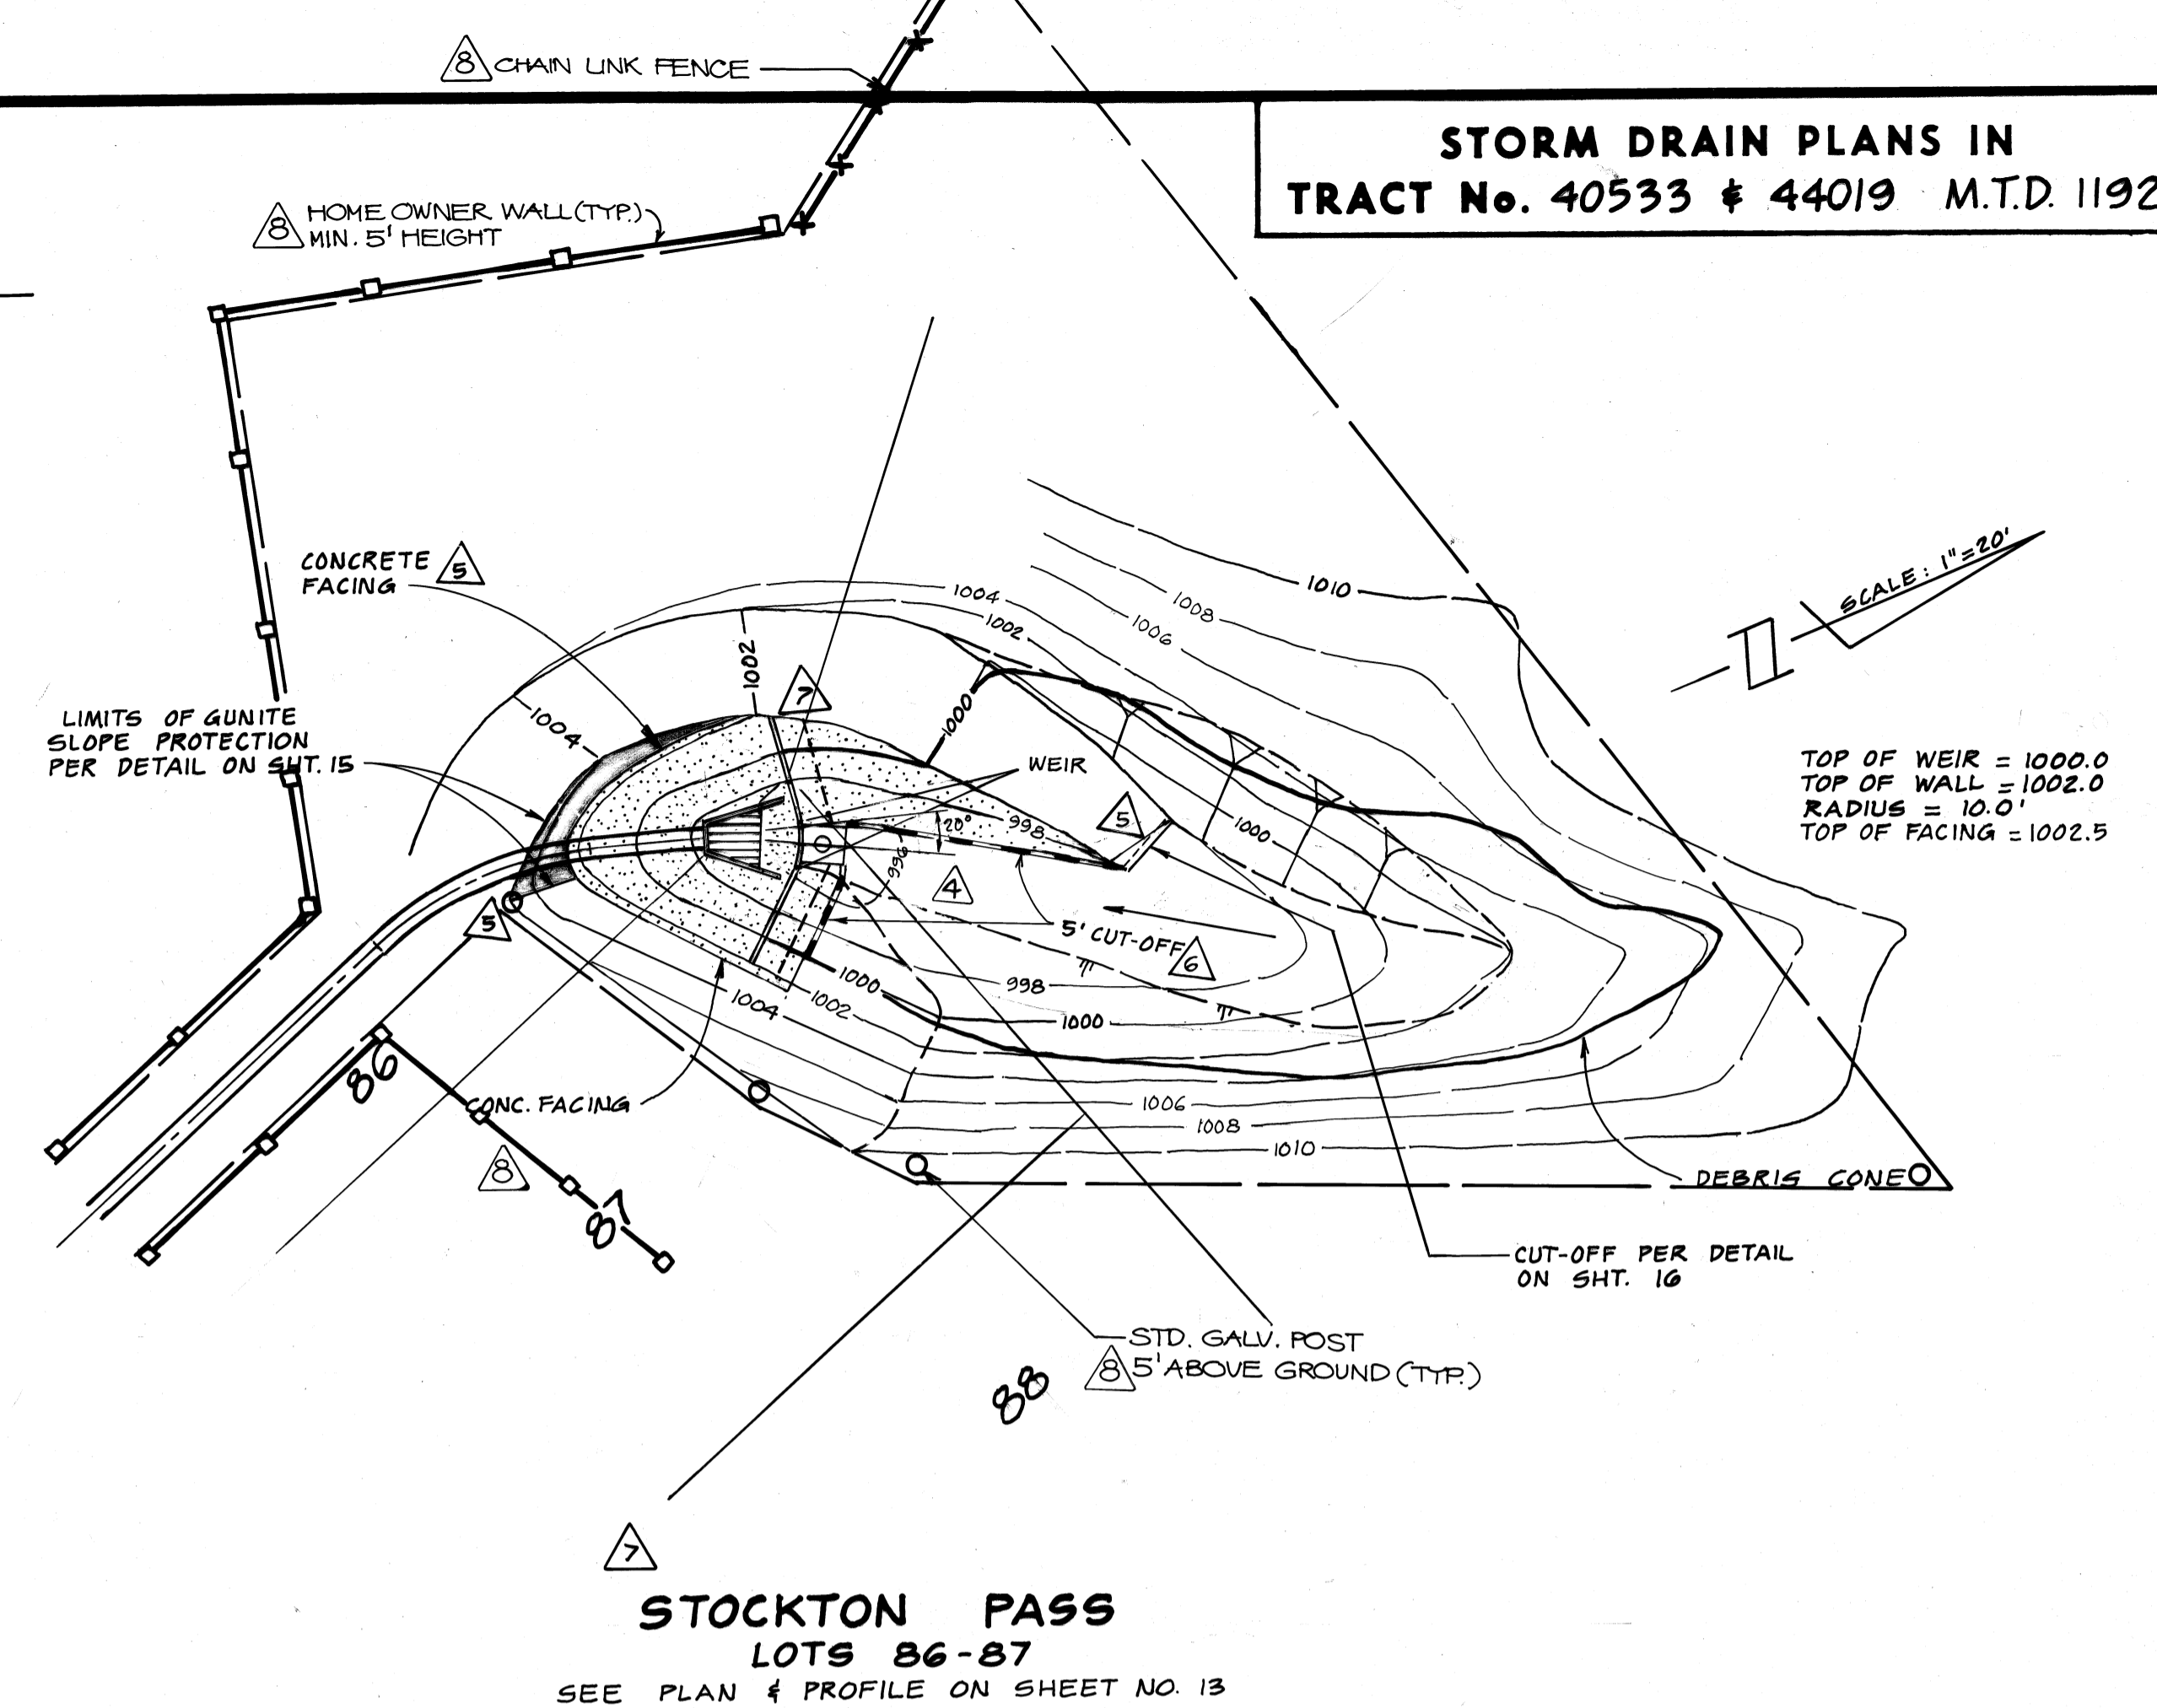 8 CHAIN LINK FENCE
STORM DRAIN PLANS IN
TRACT No. 40533 & 44019 M.T.D. 1192
8 HOME OWNER WALL (TYP.)
MIN. 5' HEIGHT
CONCRETE 5
FACING
LIMITS OF GUNITE
SLOPE PROTECTION
PER DETAIL ON SHT. 15
1004
1002
7
1000
1004
1002
1008
1006
1010
SCALE: 1"=20'
TOP OF WEIR = 1000.0
TOP OF WALL = 1002.0
RADIUS = 10.0'
TOP OF FACING = 1002.5
WEIR
5
20°
998
996
4
1000
5
5' CUT-OFF 6
998
1000
1000
1002
1004
1006
1008
1010
86
CONC. FACING
8
87
DEBRIS CONE
CUT-OFF PER DETAIL
ON SHT. 16
STD. GALV. POST
8 5' ABOVE GROUND (TYP.)
88
7
STOCKTON PASS
LOTS 86-87
SEE PLAN & PROFILE ON SHEET NO. 13